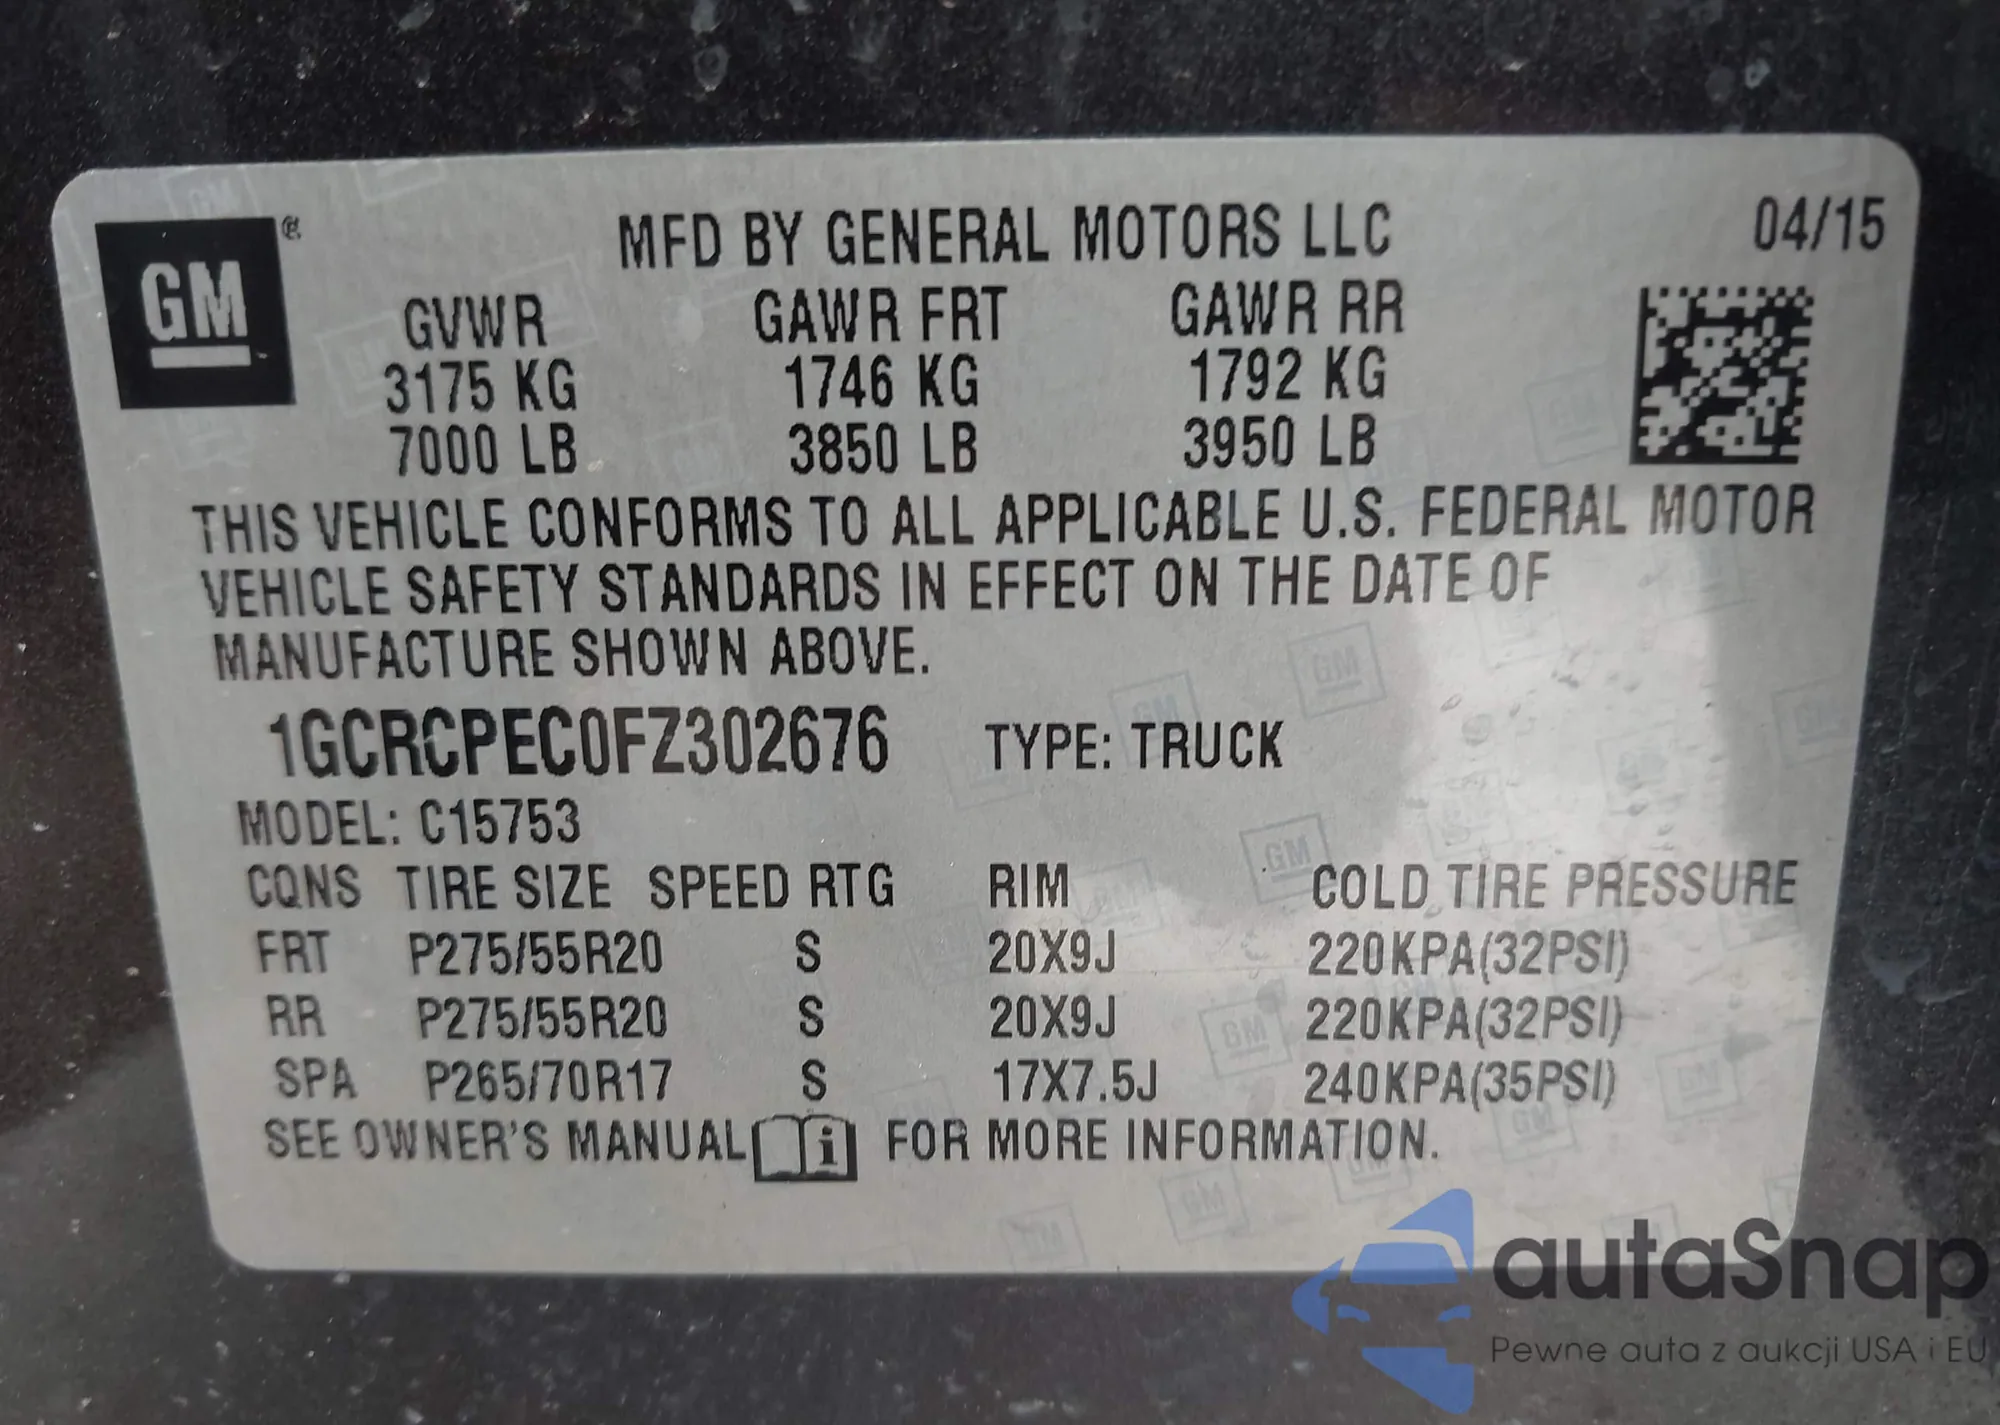 GM
MFD BY GENERAL MOTORS LLC 04/15
GVWR GAWR FRT GAWR RR
3175 KG 1746 KG 1792 KG
7000 LB 3850 LB 3950 LB
THIS VEHICLE CONFORMS TO ALL APPLICABLE U.S. FEDERAL MOTOR
VEHICLE SAFETY STANDARDS IN EFFECT ON THE DATE OF
MANUFACTURE SHOWN ABOVE.
1GCRCPEC0FZ302676 TYPE: TRUCK
MODEL: C15753
CQNS TIRE SIZE SPEED RTG RIM COLD TIRE PRESSURE
FRT P275/55R20 S 20X9J 220KPA(32PSI)
RR P275/55R20 S 20X9J 220KPA(32PSI)
SPA P265/70R17 S 17X7.5J 240KPA(35PSI)
SEE OWNER'S MANUAL i FOR MORE INFORMATION.
autaSnap
Pewne auta z aukcji USA i EU